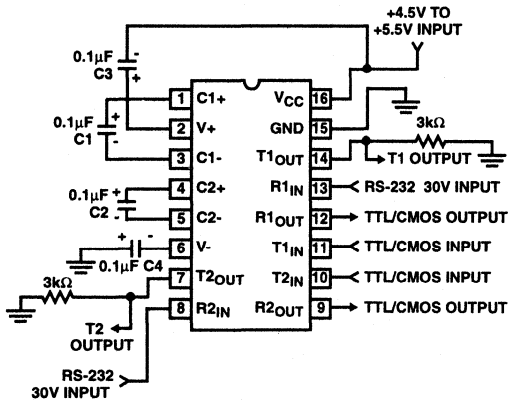 +4.5V TO
+5.5V INPUT
0.1μF
C3
-
+
1 C1+ VCC 16
0.1μF
C1
+
-
2 V+ GND 15
3kΩ
3 C1- T1OUT 14
T1 OUTPUT
4 C2+ R1IN 13 RS-232 30V INPUT
0.1μF
C2
+
-
5 C2- R1OUT 12 TTL/CMOS OUTPUT
+ -
6 V- T1IN 11 TTL/CMOS INPUT
0.1μF C4
3kΩ
7 T2OUT T2IN 10 TTL/CMOS INPUT
8 R2IN R2OUT 9 TTL/CMOS OUTPUT
T2
OUTPUT
RS-232
30V INPUT